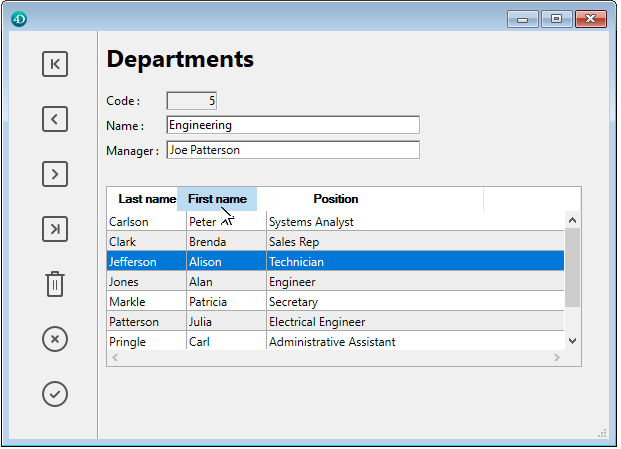 4D
Departments
Code : 5
Name : Engineering
Manager : Joe Patterson
Last name First name Position
Carlson Peter Systems Analyst
Clark Brenda Sales Rep
Jefferson Alison Technician
Jones Alan Engineer
Markle Patricia Secretary
Patterson Julia Electrical Engineer
Pringle Carl Administrative Assistant